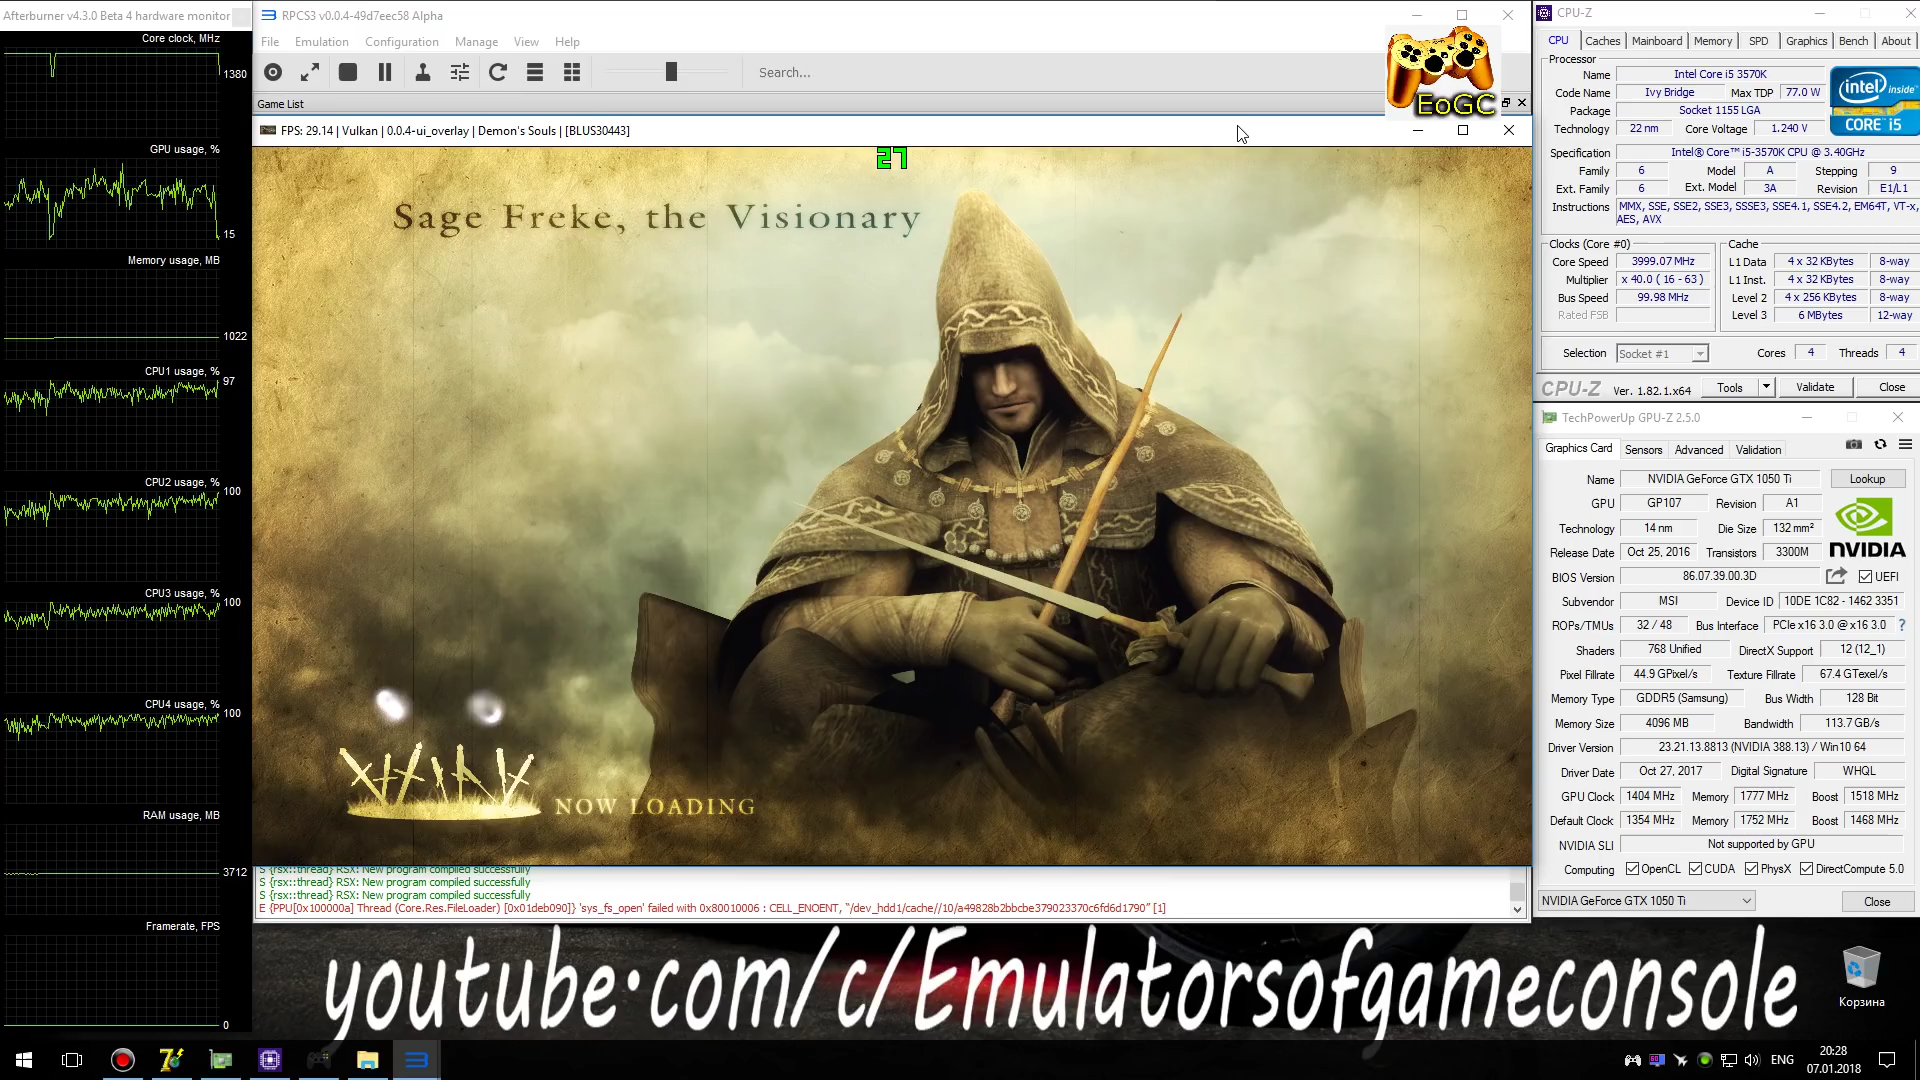 Afterburner v4.3.0 Beta 4 hardware monitor
Core clock, MHz
1380
GPU usage, %
15
Memory usage, MB
1022
CPU1 usage, %
97
CPU2 usage, %
100
CPU3 usage, %
100
CPU4 usage, %
100
RAM usage, MB
3712
Framerate, FPS
0
RPCS3 v0.0.4-49d7eec58 Alpha
File Emulation Configuration Manage View Help
Search...
Game List
EoGC
FPS: 29.14 | Vulkan | 0.0.4-ui_overlay | Demon's Souls | [BLUS30443]
27
Sage Freke, the Visionary
NOW LOADING
S {rsx::thread} RSX: New program compiled successfully
S {rsx::thread} RSX: New program compiled successfully
S {rsx::thread} RSX: New program compiled successfully
E {PPU[0x100000a] Thread (Core.Res.FileLoader) [0x01deb090]} 'sys_fs_open' failed with 0x80010006 : CELL_ENOENT, "/dev_hdd1/cache//10/a49828b2bbcbe379023370c6fd6d1790" [1]
CPU-Z
CPU Caches Mainboard Memory SPD Graphics Bench About
Processor
Name Intel Core i5 3570K
Code Name Ivy Bridge Max TDP 77.0 W
Package Socket 1155 LGA
Technology 22 nm Core Voltage 1.240 V
intel inside
CORE i5
Specification Intel® Core™ i5-3570K CPU @ 3.40GHz
Family 6 Model A Stepping 9
Ext. Family 6 Ext. Model 3A Revision E1/L1
Instructions MMX, SSE, SSE2, SSE3, SSSE3, SSE4.1, SSE4.2, EM64T, VT-x,
AES, AVX
Clocks (Core #0) Cache
Core Speed 3999.07 MHz L1 Data 4 x 32 KBytes 8-way
Multiplier x 40.0 ( 16 - 63 ) L1 Inst. 4 x 32 KBytes 8-way
Bus Speed 99.98 MHz Level 2 4 x 256 KBytes 8-way
Rated FSB Level 3 6 MBytes 12-way
Selection Socket #1 Cores 4 Threads 4
CPU-Z Ver. 1.82.1.x64 Tools Validate Close
TechPowerUp GPU-Z 2.5.0
Graphics Card Sensors Advanced Validation
Name NVIDIA GeForce GTX 1050 Ti Lookup
GPU GP107 Revision A1
Technology 14 nm Die Size 132 mm²
NVIDIA
Release Date Oct 25, 2016 Transistors 3300M
BIOS Version 86.07.39.00.3D UEFI
Subvendor MSI Device ID 10DE 1C82 - 1462 3351
ROPs/TMUs 32 / 48 Bus Interface PCIe x16 3.0 @ x16 3.0 ?
Shaders 768 Unified DirectX Support 12 (12_1)
Pixel Fillrate 44.9 GPixel/s Texture Fillrate 67.4 GTexel/s
Memory Type GDDR5 (Samsung) Bus Width 128 Bit
Memory Size 4096 MB Bandwidth 113.7 GB/s
Driver Version 23.21.13.8813 (NVIDIA 388.13) / Win10 64
Driver Date Oct 27, 2017 Digital Signature WHQL
GPU Clock 1404 MHz Memory 1777 MHz Boost 1518 MHz
Default Clock 1354 MHz Memory 1752 MHz Boost 1468 MHz
NVIDIA SLI Not supported by GPU
Computing OpenCL CUDA PhysX DirectCompute 5.0
NVIDIA GeForce GTX 1050 Ti Close
youtube.com/c/Emulatorsofgameconsole
Корзина
ENG
20:28
07.01.2018